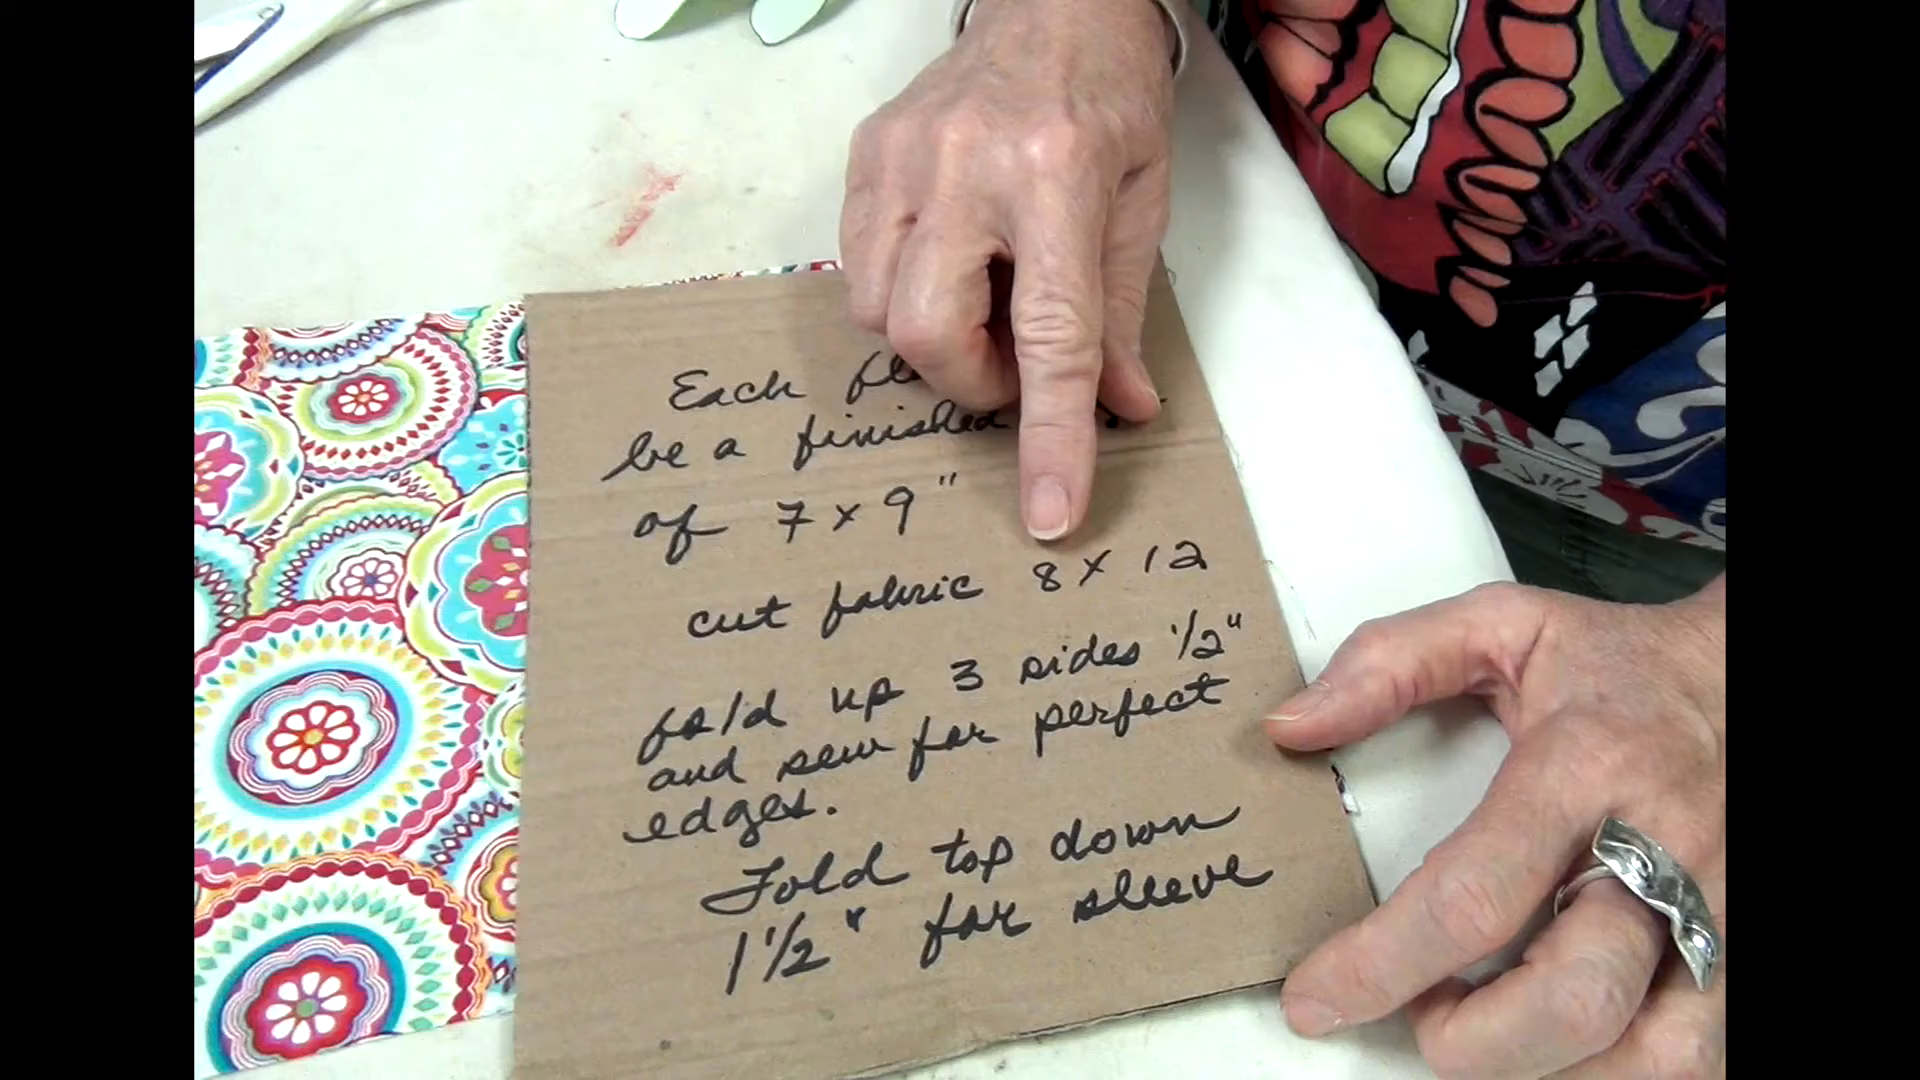 Each
be a finished
of 7 x 9"
cut fabric 8 x 12
fold up 3 sides 1/2"
and sew for perfect
edges.
Fold top down
1 1/2" for sleeve